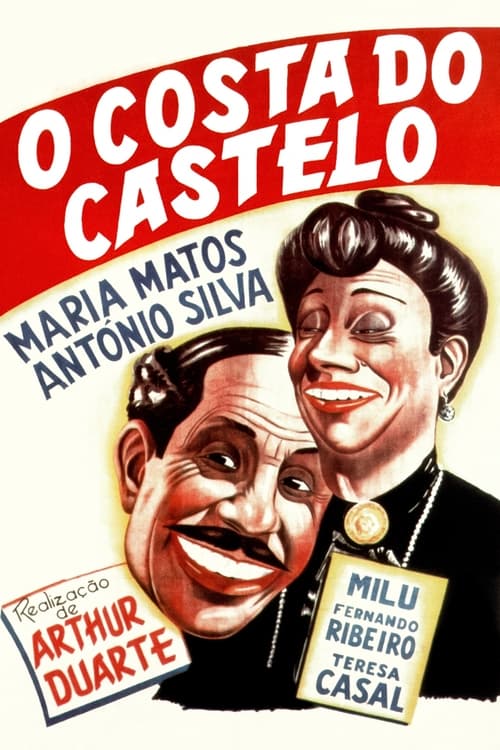 O COSTA DO
CASTELO
MARIA MATOS
ANTÓNIO SILVA
Realização
de
ARTHUR
DUARTE
MILU
FERNANDO
RIBEIRO
TERESA
CASAL